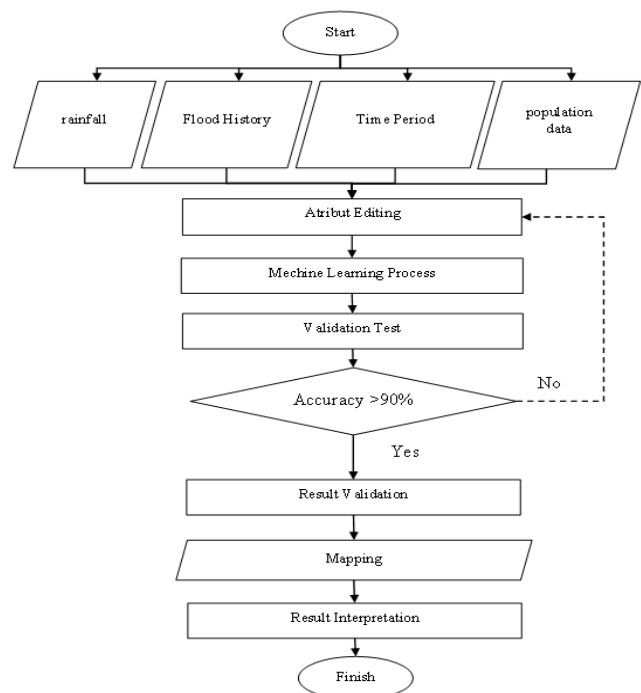 Start
rainfall
Flood History
Time Period
population
data
Atribut Editing
Mechine Learning Process
Validation Test
Accuracy >90%
No
Yes
Result Validation
Mapping
Result Interpretation
Finish